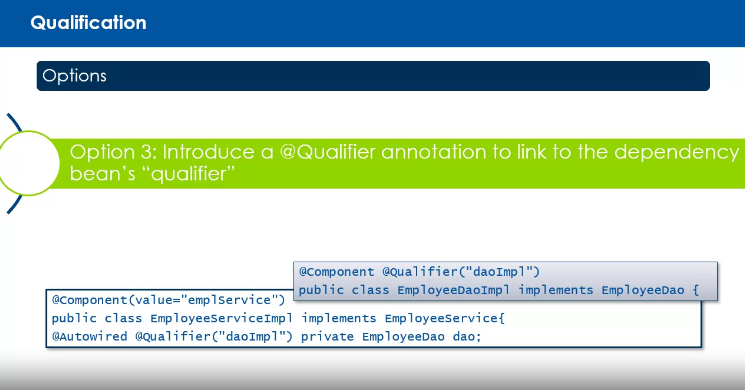 Qualification
Options
Option 3: Introduce a @Qualifier annotation to link to the dependency
bean’s “qualifier”
@Component @Qualifier("daoImpl")
public class EmployeeDaoImpl implements EmployeeDao {
@Component(value="emplService")
public class EmployeeServiceImpl implements EmployeeService{
@Autowired @Qualifier("daoImpl") private EmployeeDao dao;